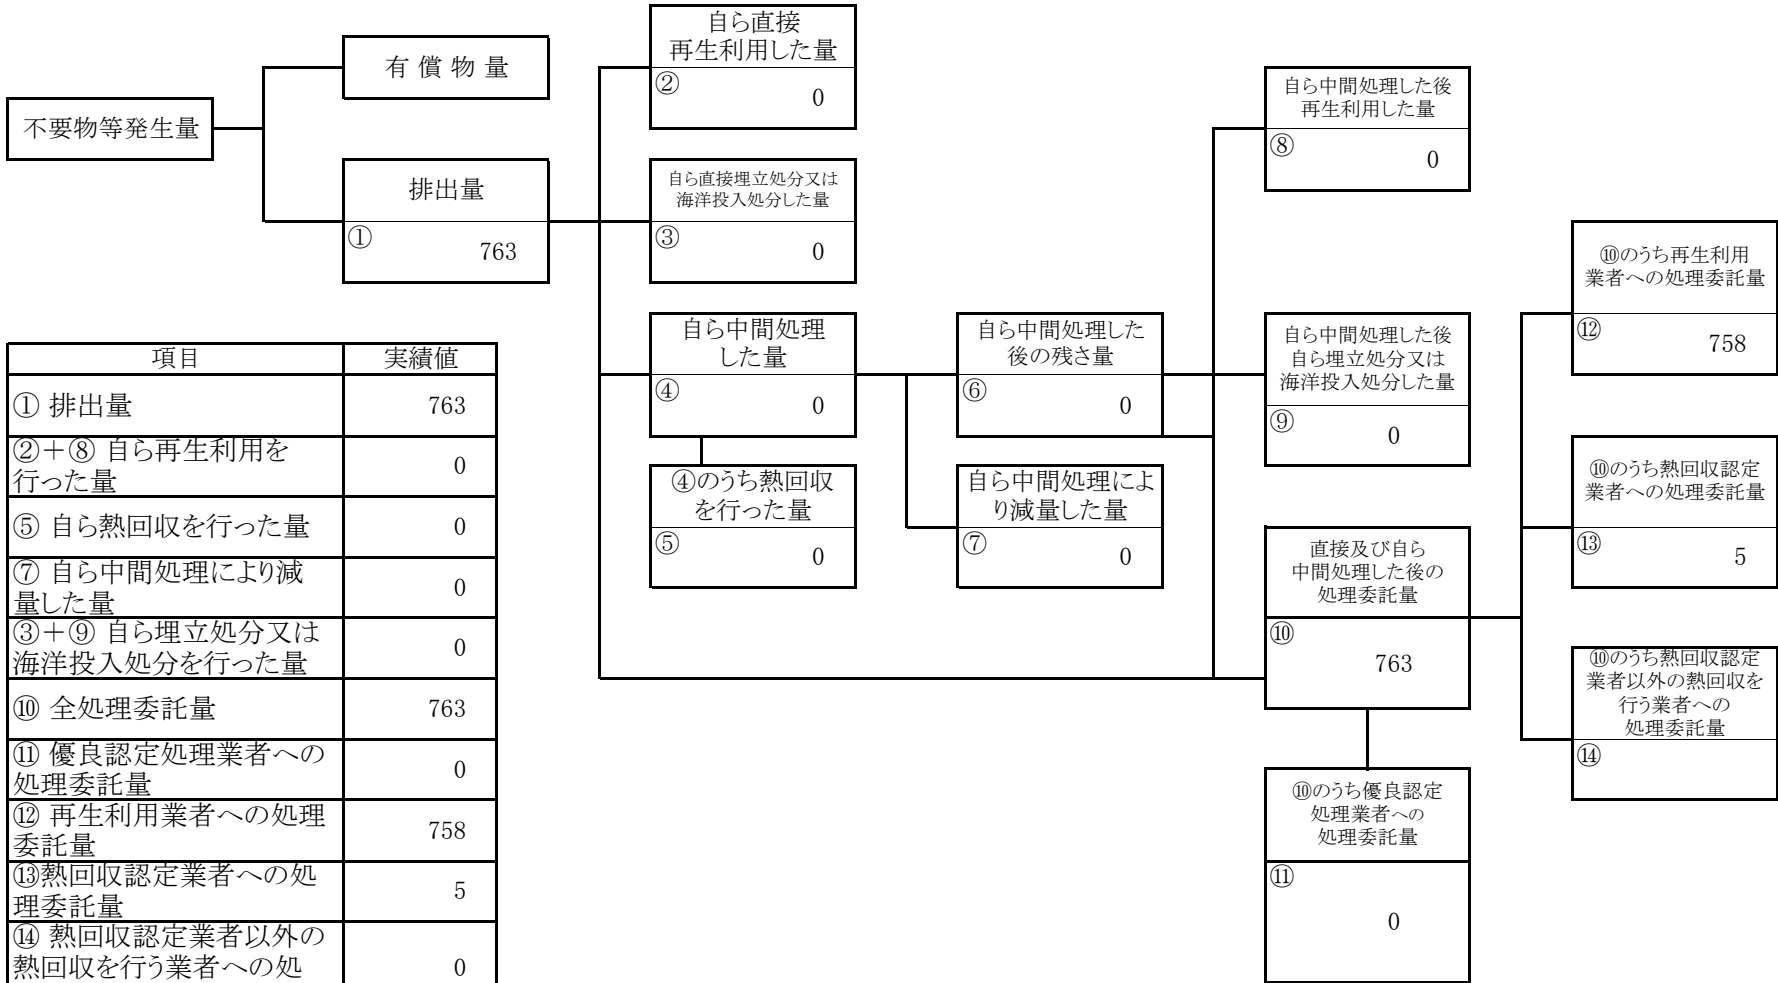 不要物等発生量
有 償 物 量
排出量
①
763
自ら直接
再生利用した量
②
0
自ら直接埋立処分又は
海洋投入処分した量
③
0
自ら中間処理
した量
④
0
④のうち熱回収
を行った量
⑤
0
自ら中間処理した
後の残さ量
⑥
0
自ら中間処理によ
り減量した量
⑦
0
自ら中間処理した後
再生利用した量
⑧
0
自ら中間処理した後
自ら埋立処分又は
海洋投入処分した量
⑨
0
直接及び自ら
中間処理した後の
処理委託量
⑩
763
⑩のうち優良認定
処理業者への
処理委託量
⑪
0
⑩のうち再生利用
業者への処理委託量
⑫
758
⑩のうち熱回収認定
業者への処理委託量
⑬
5
⑩のうち熱回収認定
業者以外の熱回収を
行う業者への
処理委託量
⑭
項目 実績値
① 排出量 763
②＋⑧ 自ら再生利用を
行った量 0
⑤ 自ら熱回収を行った量 0
⑦ 自ら中間処理により減
量した量 0
③＋⑨ 自ら埋立処分又は
海洋投入処分を行った量 0
⑩ 全処理委託量 763
⑪ 優良認定処理業者への
処理委託量 0
⑫ 再生利用業者への処理
委託量 758
⑬熱回収認定業者への処
理委託量 5
⑭ 熱回収認定業者以外の
熱回収を行う業者への処 0